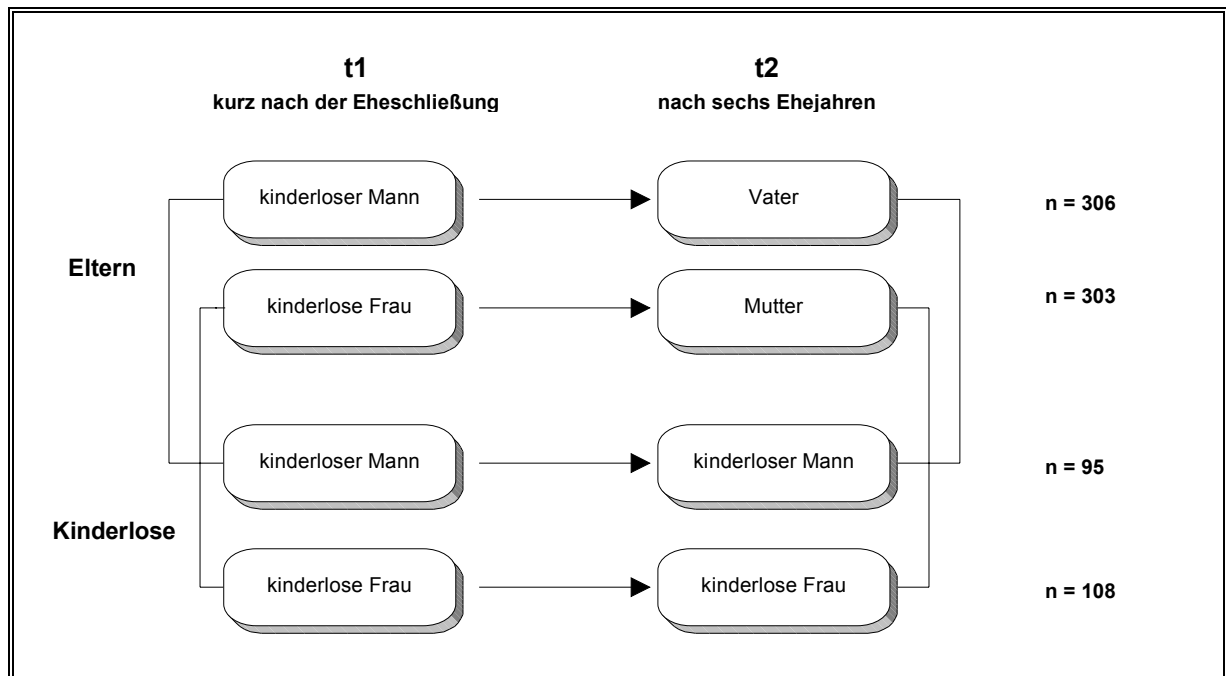 t1
t2
kurz nach der Eheschließung
nach sechs Ehejahren
kinderloser Mann
Vater
n = 306
Eltern
kinderlose Frau
Mutter
n = 303
kinderloser Mann
kinderloser Mann
n = 95
Kinderlose
kinderlose Frau
kinderlose Frau
n = 108